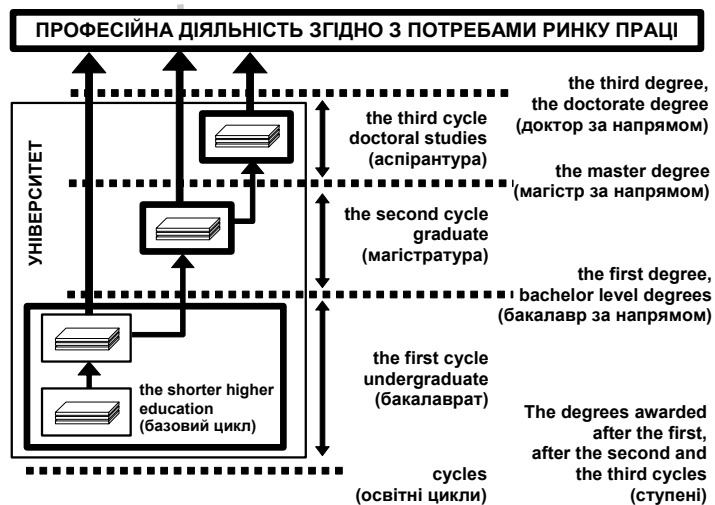 ПРОФЕСІЙНА ДІЯЛЬНІСТЬ ЗГІДНО З ПОТРЕБАМИ РИНКУ ПРАЦІ
the third degree,
the doctorate degree
(доктор за напрямом)
the third cycle
doctoral studies
(аспірантура)
the master degree
(магістр за напрямом)
УНІВЕРСИТЕТ
the second cycle
graduate
(магістратура)
the first degree,
bachelor level degrees
(бакалавр за напрямом)
the first cycle
undergraduate
(бакалаврат)
the shorter higher
education
(базовий цикл)
The degrees awarded
after the first,
after the second and
the third cycles
(ступені)
cycles
(освітні цикли)